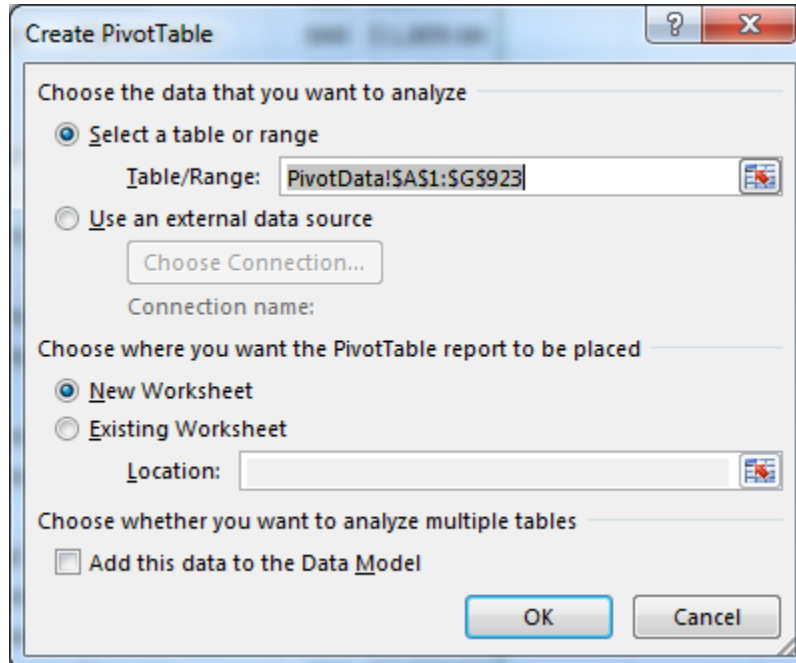 Create PivotTable
?
Choose the data that you want to analyze
Select a table or range
Table/Range: PivotData!$A$1:$G$923
Use an external data source
Choose Connection...
Connection name:
Choose where you want the PivotTable report to be placed
New Worksheet
Existing Worksheet
Location:
Choose whether you want to analyze multiple tables
Add this data to the Data Model
OK Cancel